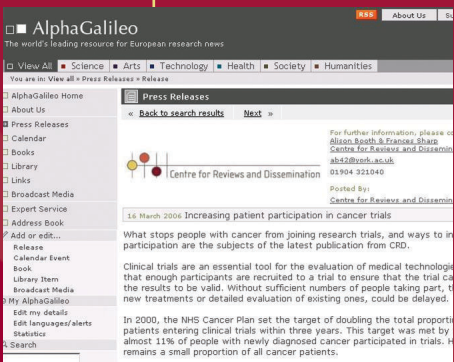 RSS About Us
AlphaGalileo
The world's leading resource for European research news
View All Science Arts Technology Health Society Humanities
You are in: View all » Press Releases » Release
AlphaGalileo Home
About Us
Press Releases
Calendar
Books
Library
Links
Broadcast Media
Expert Service
Address Book
Add or edit...
Release
Calendar Event
Book
Library Item
Broadcast Media
My AlphaGalileo
Edit my details
Edit languages/alerts
Statistics
Search
Press Releases
« Back to search results Next »
For further information, please
Alison Booth & Frances Sharp
Centre for Reviews and
ab42@york.ac.uk
01904 321040
Posted By:
Centre for Reviews and
Centre for Reviews and Dissemination
16 March 2006 Increasing patient participation in cancer trials
What stops people with cancer from joining research trials, and ways to
participation are the subjects of the latest publication from CRD.
Clinical trials are an essential tool for the evaluation of medical
that enough participants are recruited to a trial to ensure that the trial
the results to be valid. Without sufficient numbers of people taking part,
new treatments or detailed evaluation of existing ones, could be delayed.
In 2000, the NHS Cancer Plan set the target of doubling the total
patients entering clinical trials within three years. This target was met by
almost 11% of people with newly diagnosed cancer participated in trials.
remains a small proportion of all cancer patients.